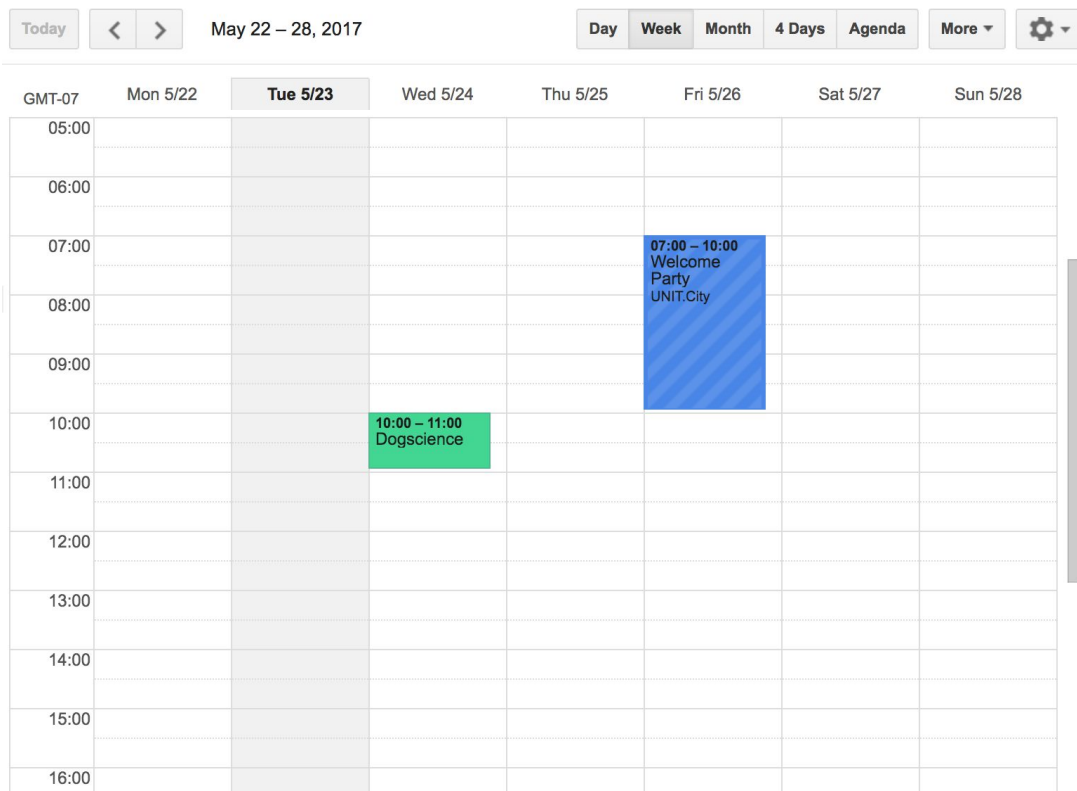 Today
May 22 – 28, 2017
Day Week Month 4 Days Agenda
More
GMT-07 Mon 5/22 Tue 5/23 Wed 5/24 Thu 5/25 Fri 5/26 Sat 5/27 Sun 5/28
05:00
06:00
07:00
07:00 – 10:00
Welcome
Party
UNIT.City
08:00
09:00
10:00
10:00 – 11:00
Dogscience
11:00
12:00
13:00
14:00
15:00
16:00